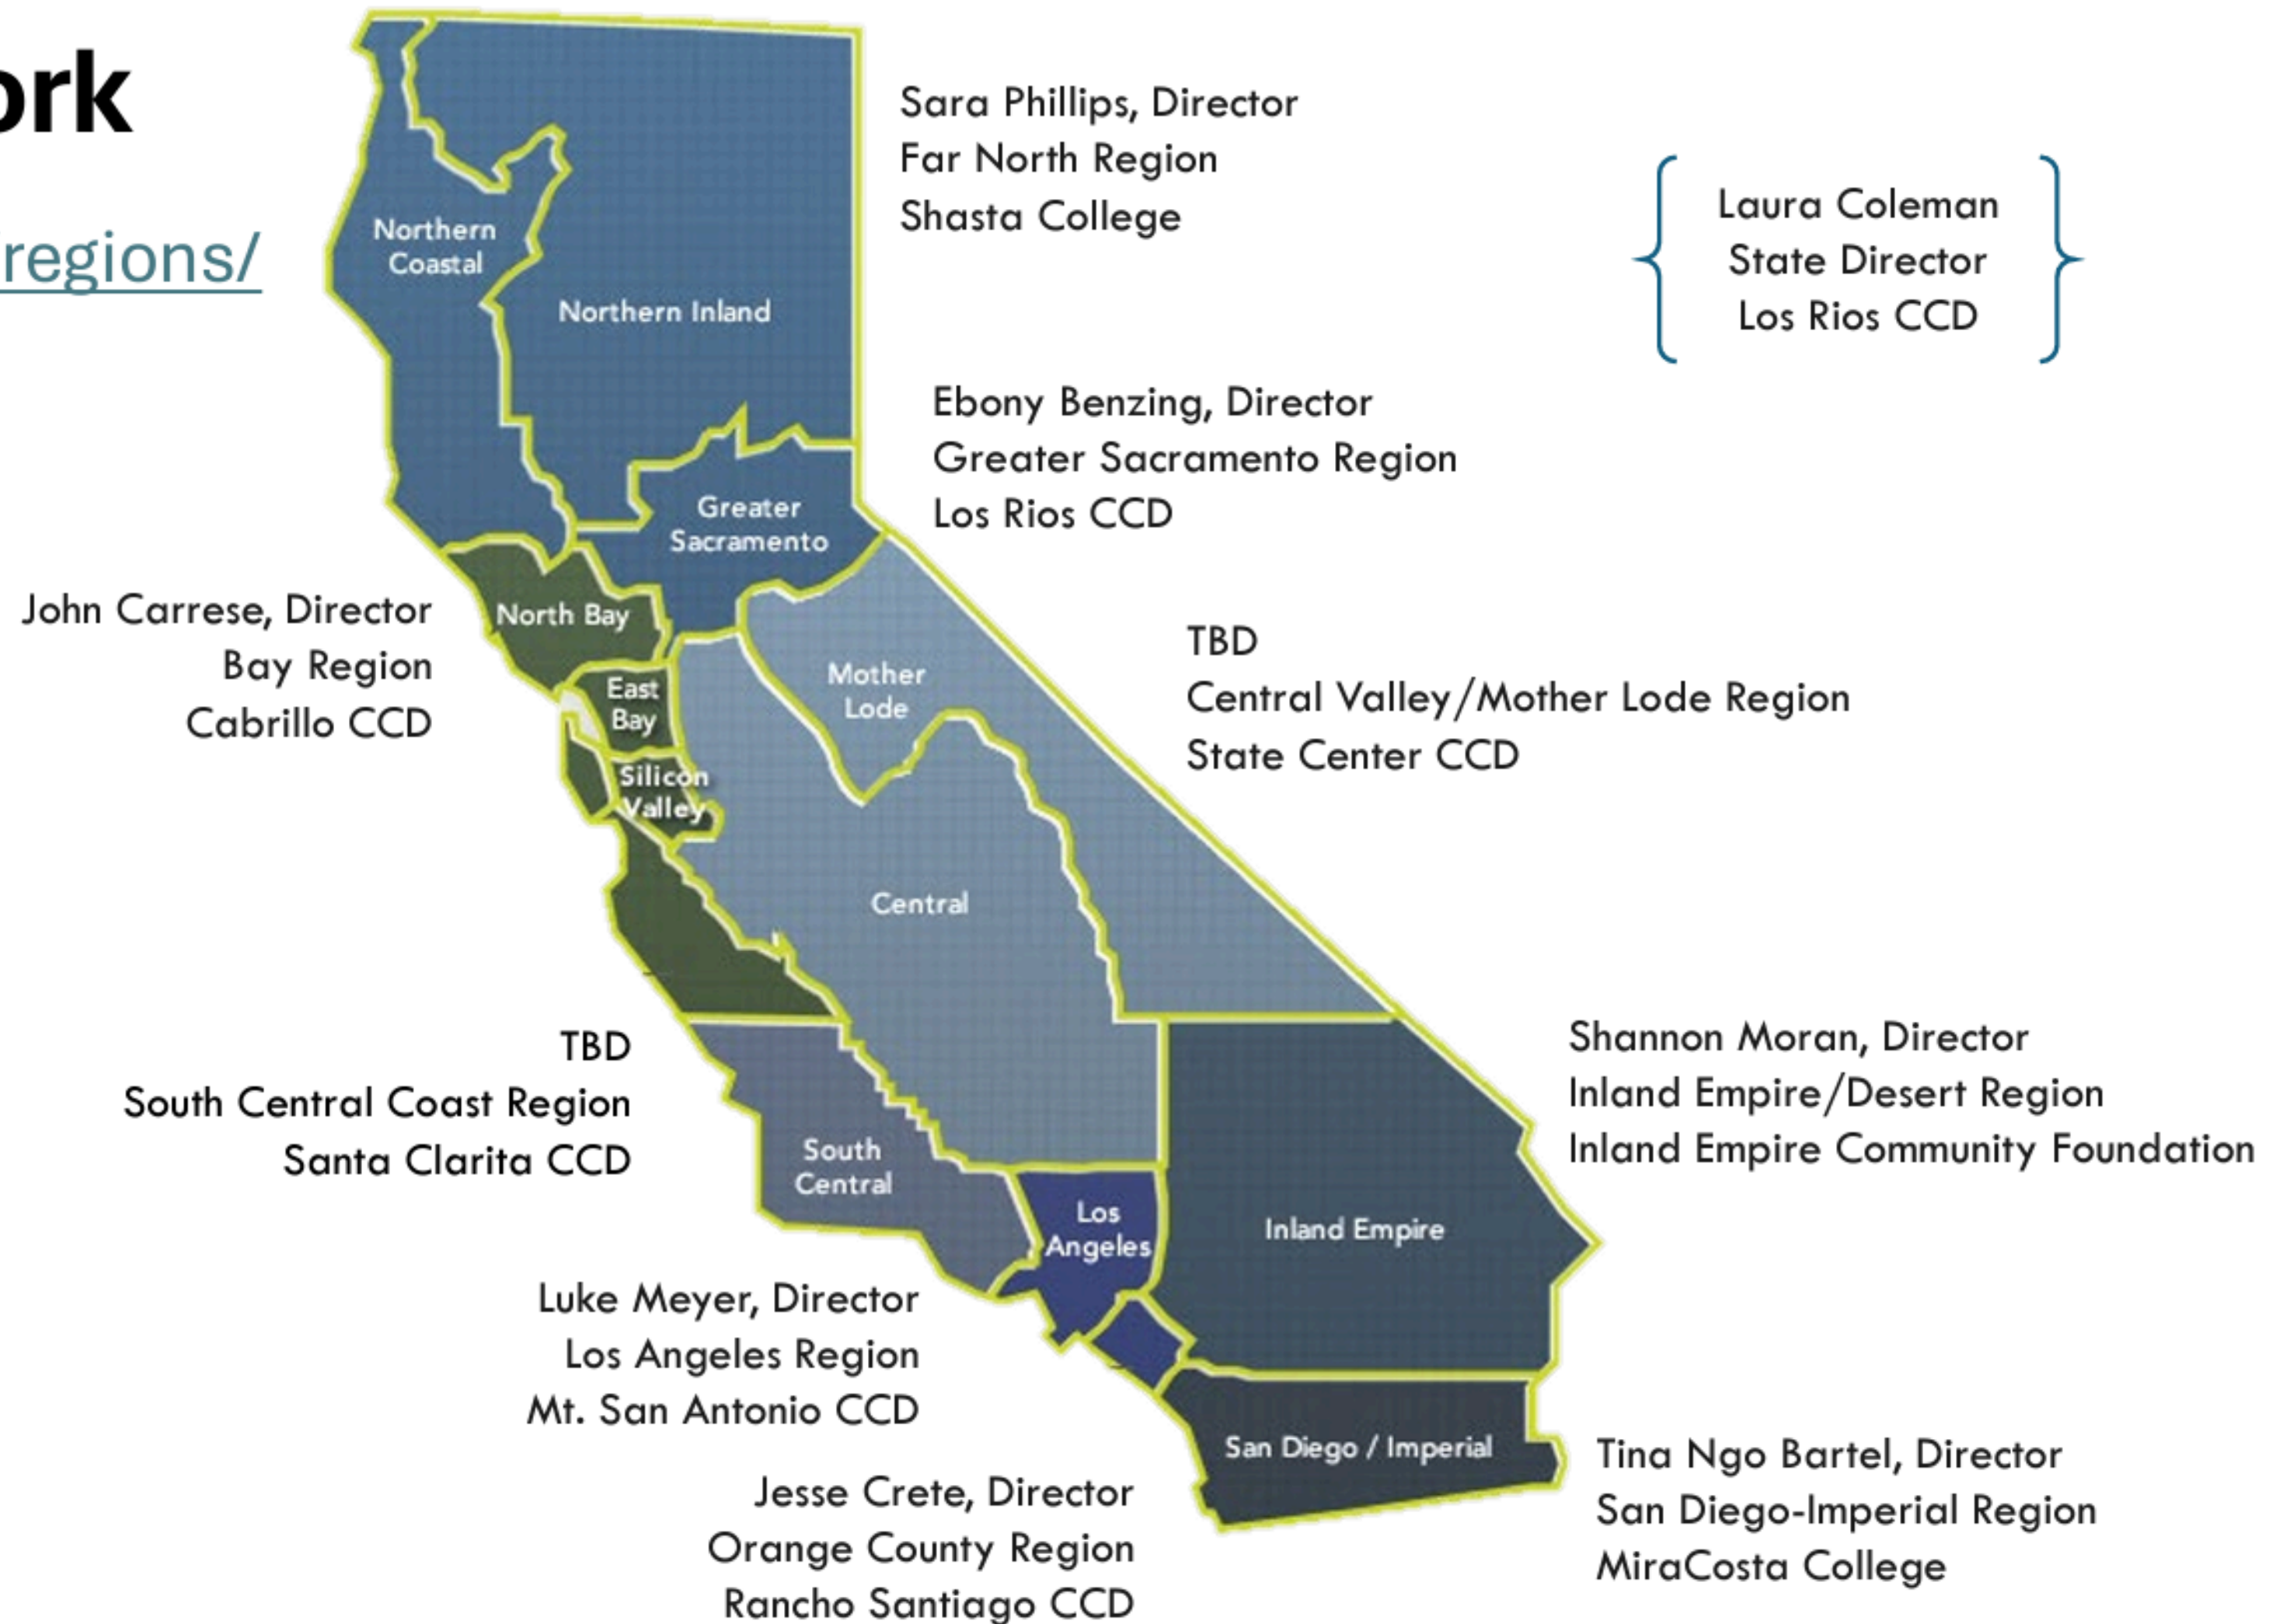 ork
regions/
Sara Phillips, Director
Far North Region
Shasta College
Laura Coleman
State Director
Los Rios CCD
Northern
Coastal
Northern Inland
Ebony Benzing, Director
Greater Sacramento Region
Los Rios CCD
Greater
Sacramento
John Carrese, Director
Bay Region
Cabrillo CCD
North Bay
East
Bay
Silicon
Valley
Mother
Lode
TBD
Central Valley/Mother Lode Region
State Center CCD
Central
TBD
South Central Coast Region
Santa Clarita CCD
South
Central
Los
Angeles
Inland Empire
Shannon Moran, Director
Inland Empire/Desert Region
Inland Empire Community Foundation
Luke Meyer, Director
Los Angeles Region
Mt. San Antonio CCD
San Diego / Imperial
Jesse Crete, Director
Orange County Region
Rancho Santiago CCD
Tina Ngo Bartel, Director
San Diego-Imperial Region
MiraCosta College